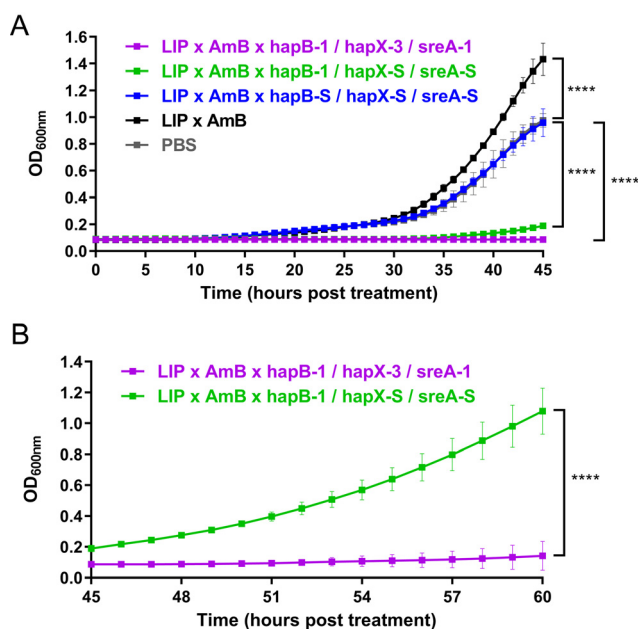 A
1.6
1.4
1.2
1.0
0.8
0.6
0.4
0.2
0.0
OD600nm
LIP x AmB x hapB-1 / hapX-3 / sreA-1
LIP x AmB x hapB-1 / hapX-S / sreA-S
LIP x AmB x hapB-S / hapX-S / sreA-S
LIP x AmB
PBS
****
****
****
0 5 10 15 20 25 30 35 40 45
Time (hours post treatment)
B
1.4
1.2
1.0
0.8
0.6
0.4
0.2
0.0
OD600nm
LIP x AmB x hapB-1 / hapX-3 / sreA-1
LIP x AmB x hapB-1 / hapX-S / sreA-S
****
45 48 51 54 57 60
Time (hours post treatment)